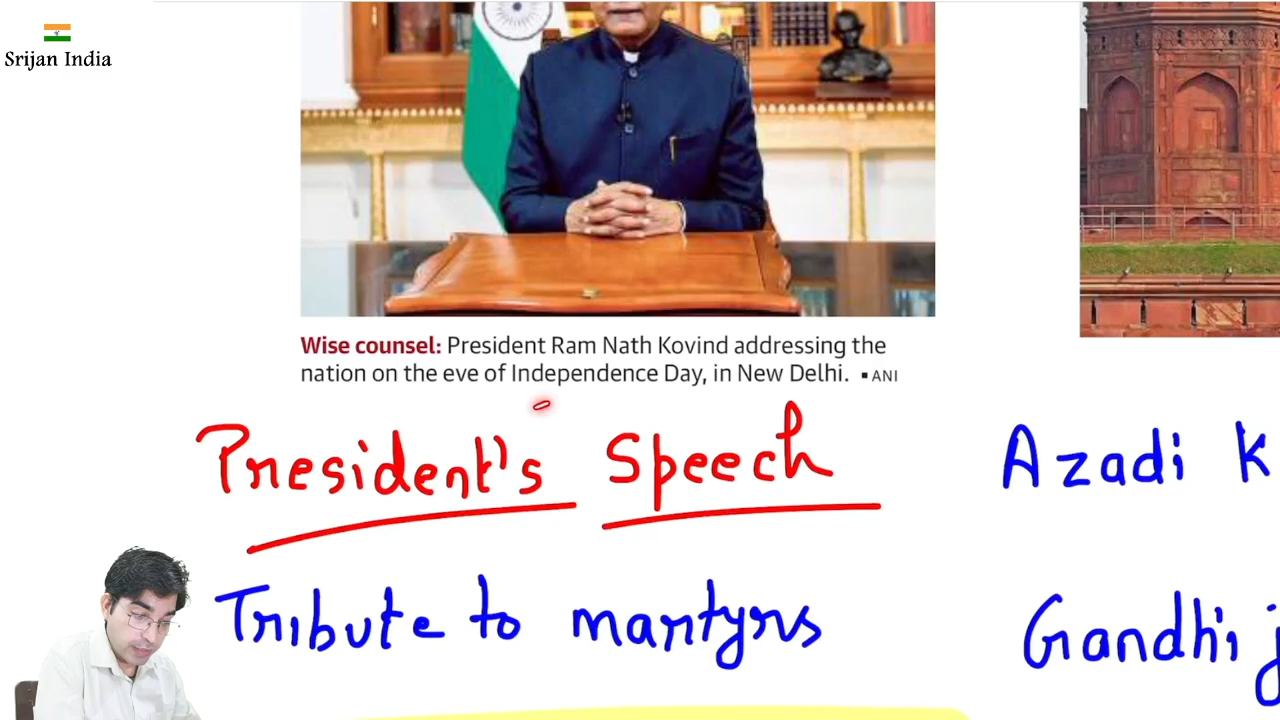 Srijan India
Wise counsel: President Ram Nath Kovind addressing the
nation on the eve of Independence Day, in New Delhi. ▪ ANI
President's Speech
Azadi K
Tribute to martyrs
Gandhi j